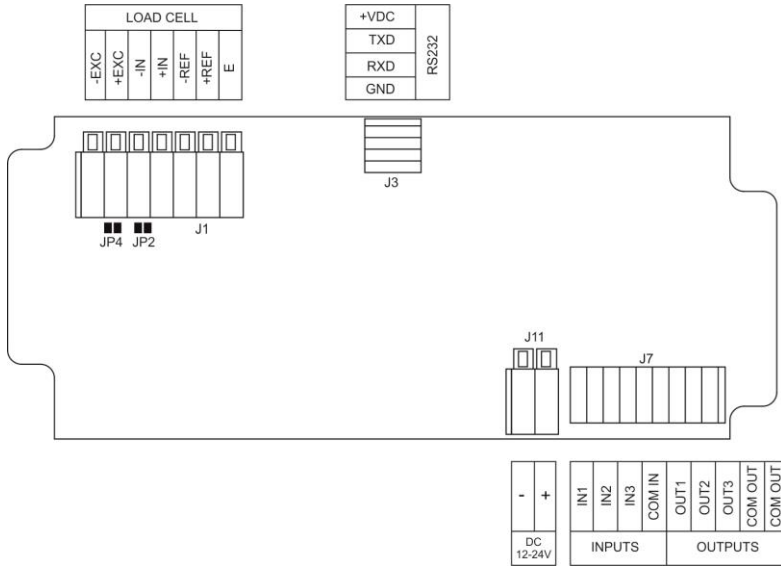 LOAD CELL
-EXC +EXC -IN +IN -REF +REF E
+VDC
TXD
RXD
GND
RS232
J3
JP4 JP2 J1
J11 J7
- +
DC
12-24V
IN1 IN2 IN3 COM IN OUT1 OUT2 OUT3 COM OUT COM OUT
INPUTS OUTPUTS